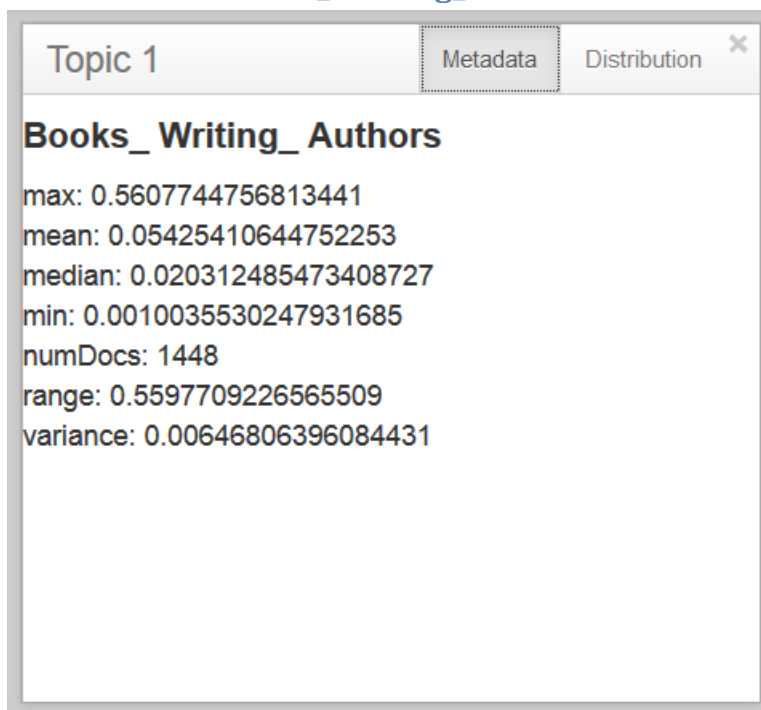 Topic 1
Metadata
Distribution
×
Books_ Writing_ Authors
max: 0.5607744756813441
mean: 0.05425410644752253
median: 0.020312485473408727
min: 0.0010035530247931685
numDocs: 1448
range: 0.5597709226565509
variance: 0.00646806396084431